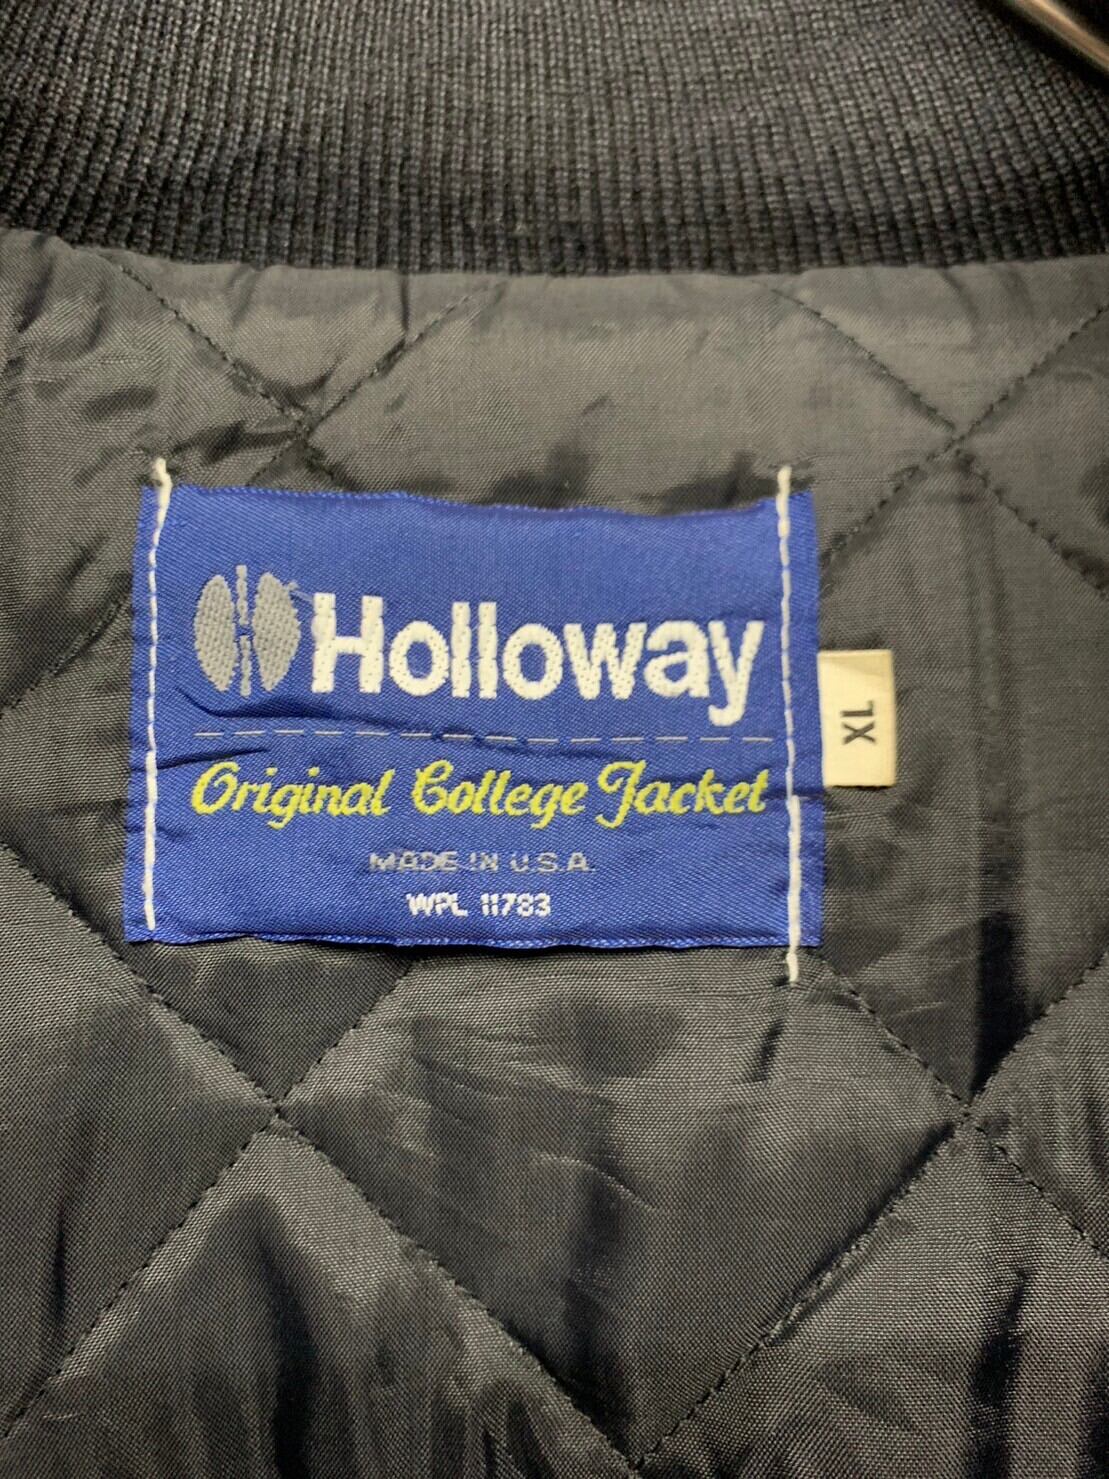 Holloway
Original College Jacket
MADE IN U.S.A.
WPL 11783
XL